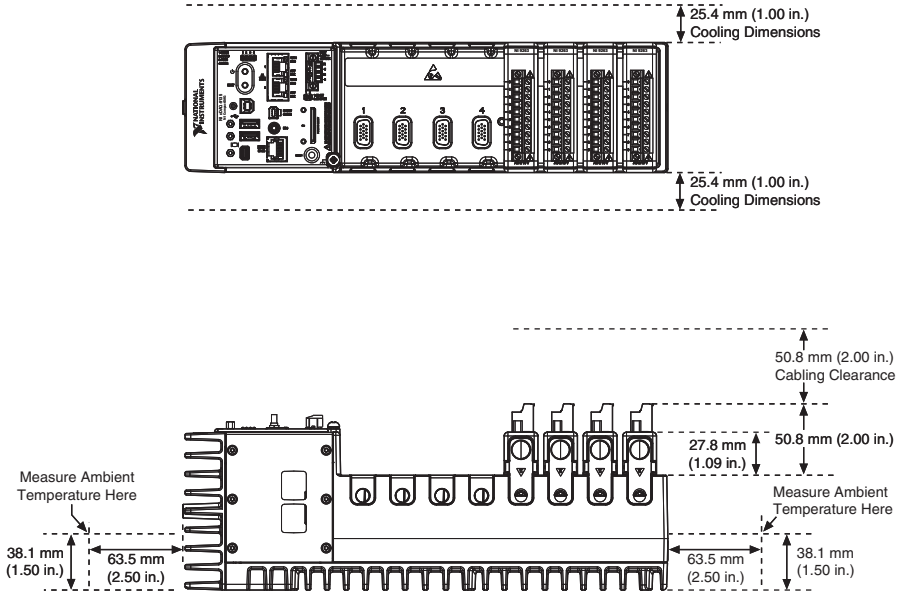 25.4 mm (1.00 in.)
Cooling Dimensions
NATIONAL
INSTRUMENTS
1 2 3 4
25.4 mm (1.00 in.)
Cooling Dimensions
50.8 mm (2.00 in.)
Cabling Clearance
50.8 mm (2.00 in.)
27.8 mm
(1.09 in.)
Measure Ambient
Temperature Here
38.1 mm
(1.50 in.)
63.5 mm
(2.50 in.)
Measure Ambient
Temperature Here
63.5 mm
(2.50 in.)
38.1 mm
(1.50 in.)